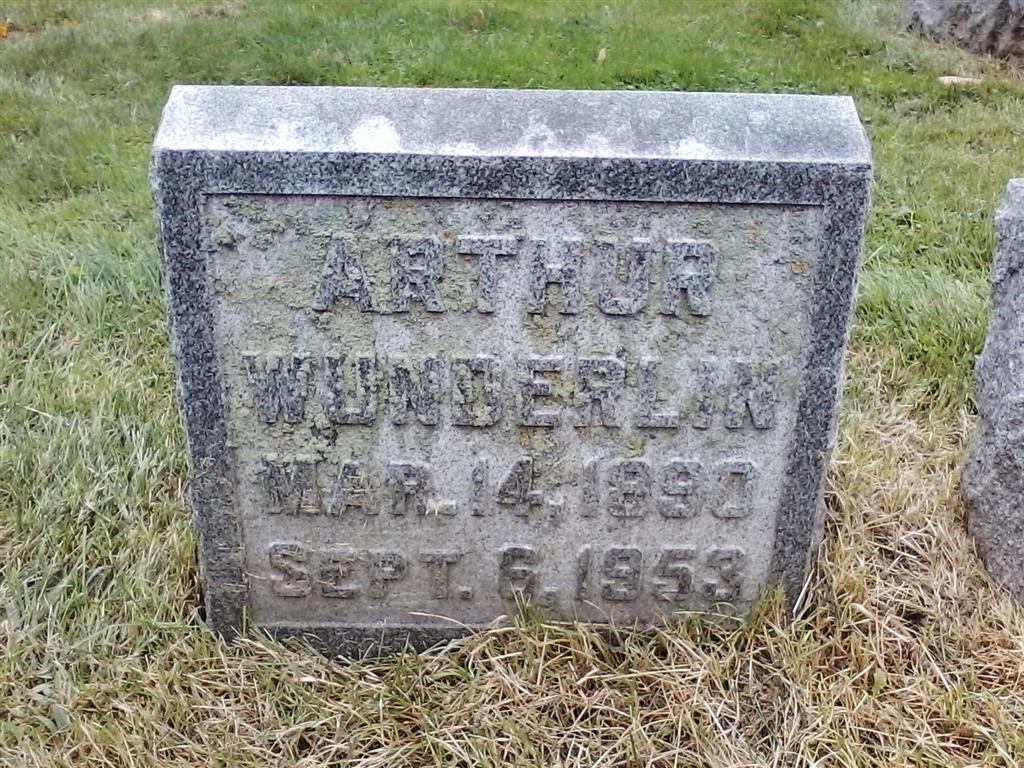 ARTHUR
WUNDERLIN
MAR. 14, 1890
SEPT. 6, 1953